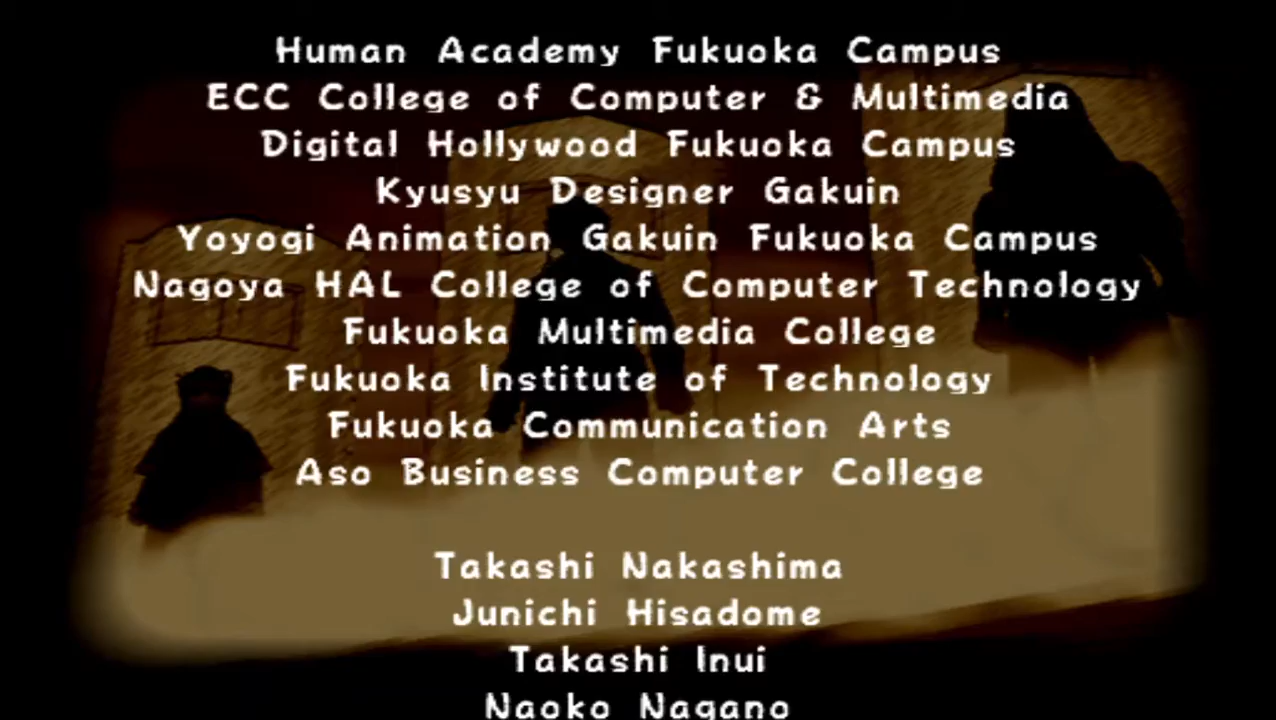 Human Academy Fukuoka Campus
ECC College of Computer & Multimedia
Digital Hollywood Fukuoka Campus
Kyusyu Designer Gakuin
Yoyogi Animation Gakuin Fukuoka Campus
Nagoya HAL College of Computer Technology
Fukuoka Multimedia College
Fukuoka Institute of Technology
Fukuoka Communication Arts
Aso Business Computer College
Takashi Nakashima
Junichi Hisadome
Takashi Inui
Naoko Nagano